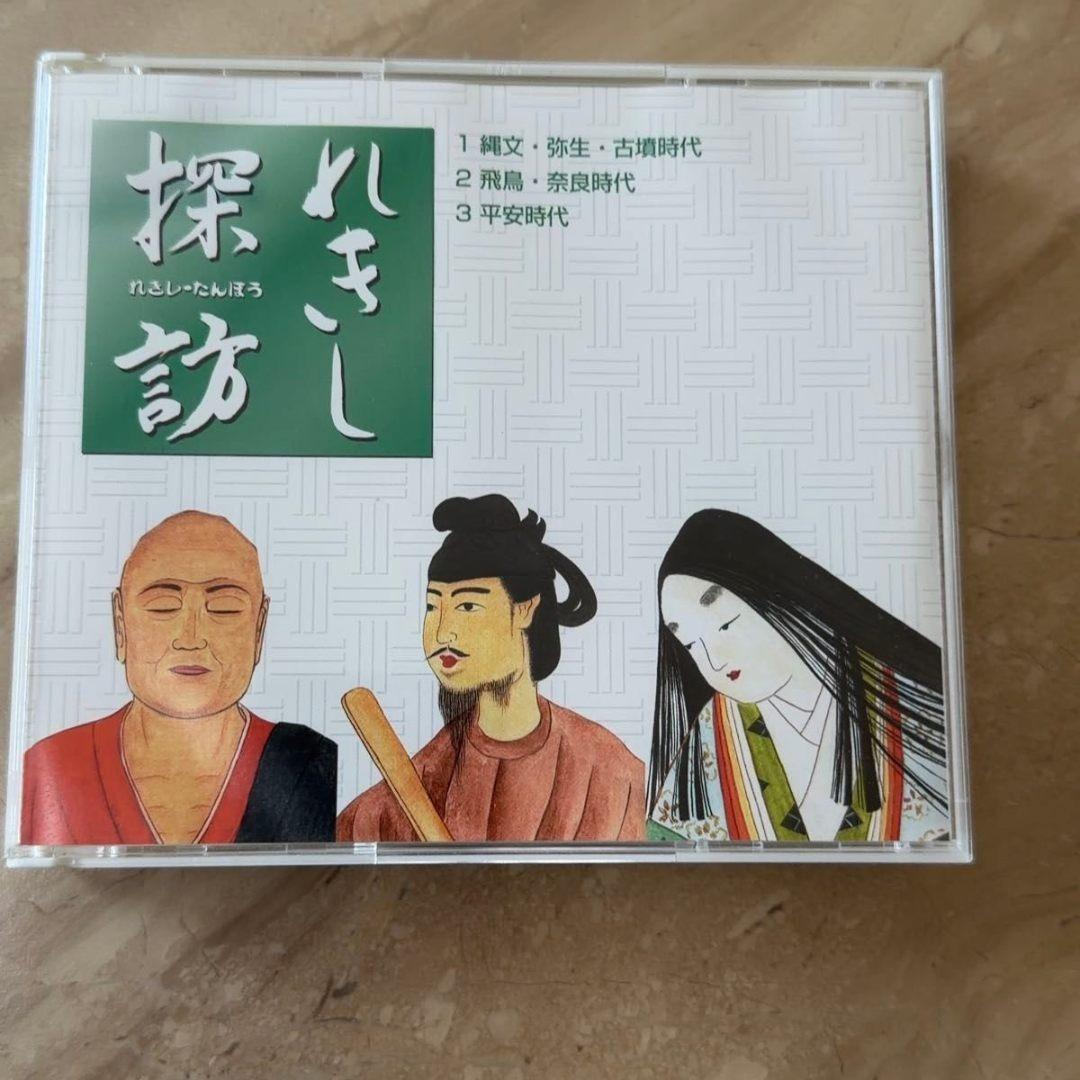 れきし
探訪
れきし・たんぼう
1 縄文・弥生・古墳時代
2 飛鳥・奈良時代
3 平安時代